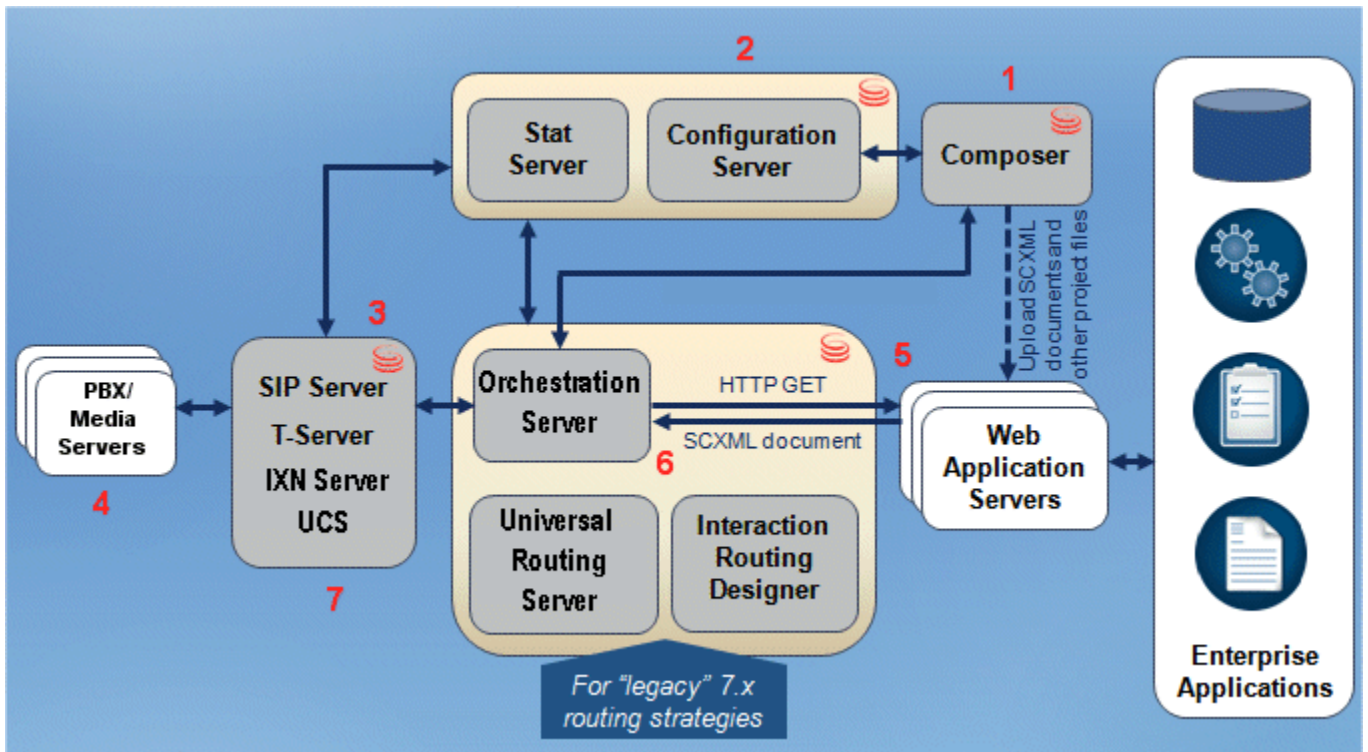 2
1
Stat
Server
Configuration
Server
Composer
Upload SCXML
documents and
other project files
3
SIP Server
T-Server
IXN Server
UCS
7
PBX/
Media
Servers
4
Orchestration
Server
HTTP GET
SCXML document
5
6
Universal
Routing
Server
Interaction
Routing
Designer
For “legacy” 7.x
routing strategies
Web
Application
Servers
Enterprise
Applications